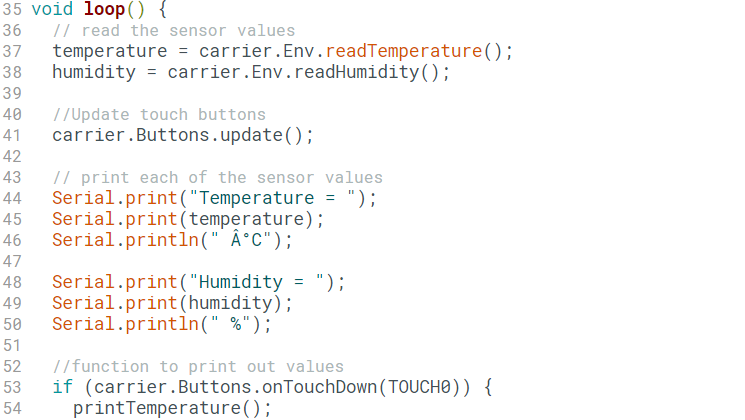 35 void loop() {
36 // read the sensor values
37 temperature = carrier.Env.readTemperature();
38 humidity = carrier.Env.readHumidity();
39
40 //Update touch buttons
41 carrier.Buttons.update();
42
43 // print each of the sensor values
44 Serial.print("Temperature = ");
45 Serial.print(temperature);
46 Serial.println(" Â°C");
47
48 Serial.print("Humidity = ");
49 Serial.print(humidity);
50 Serial.println(" %");
51
52 //function to print out values
53 if (carrier.Buttons.onTouchDown(TOUCH0)) {
54 printTemperature();